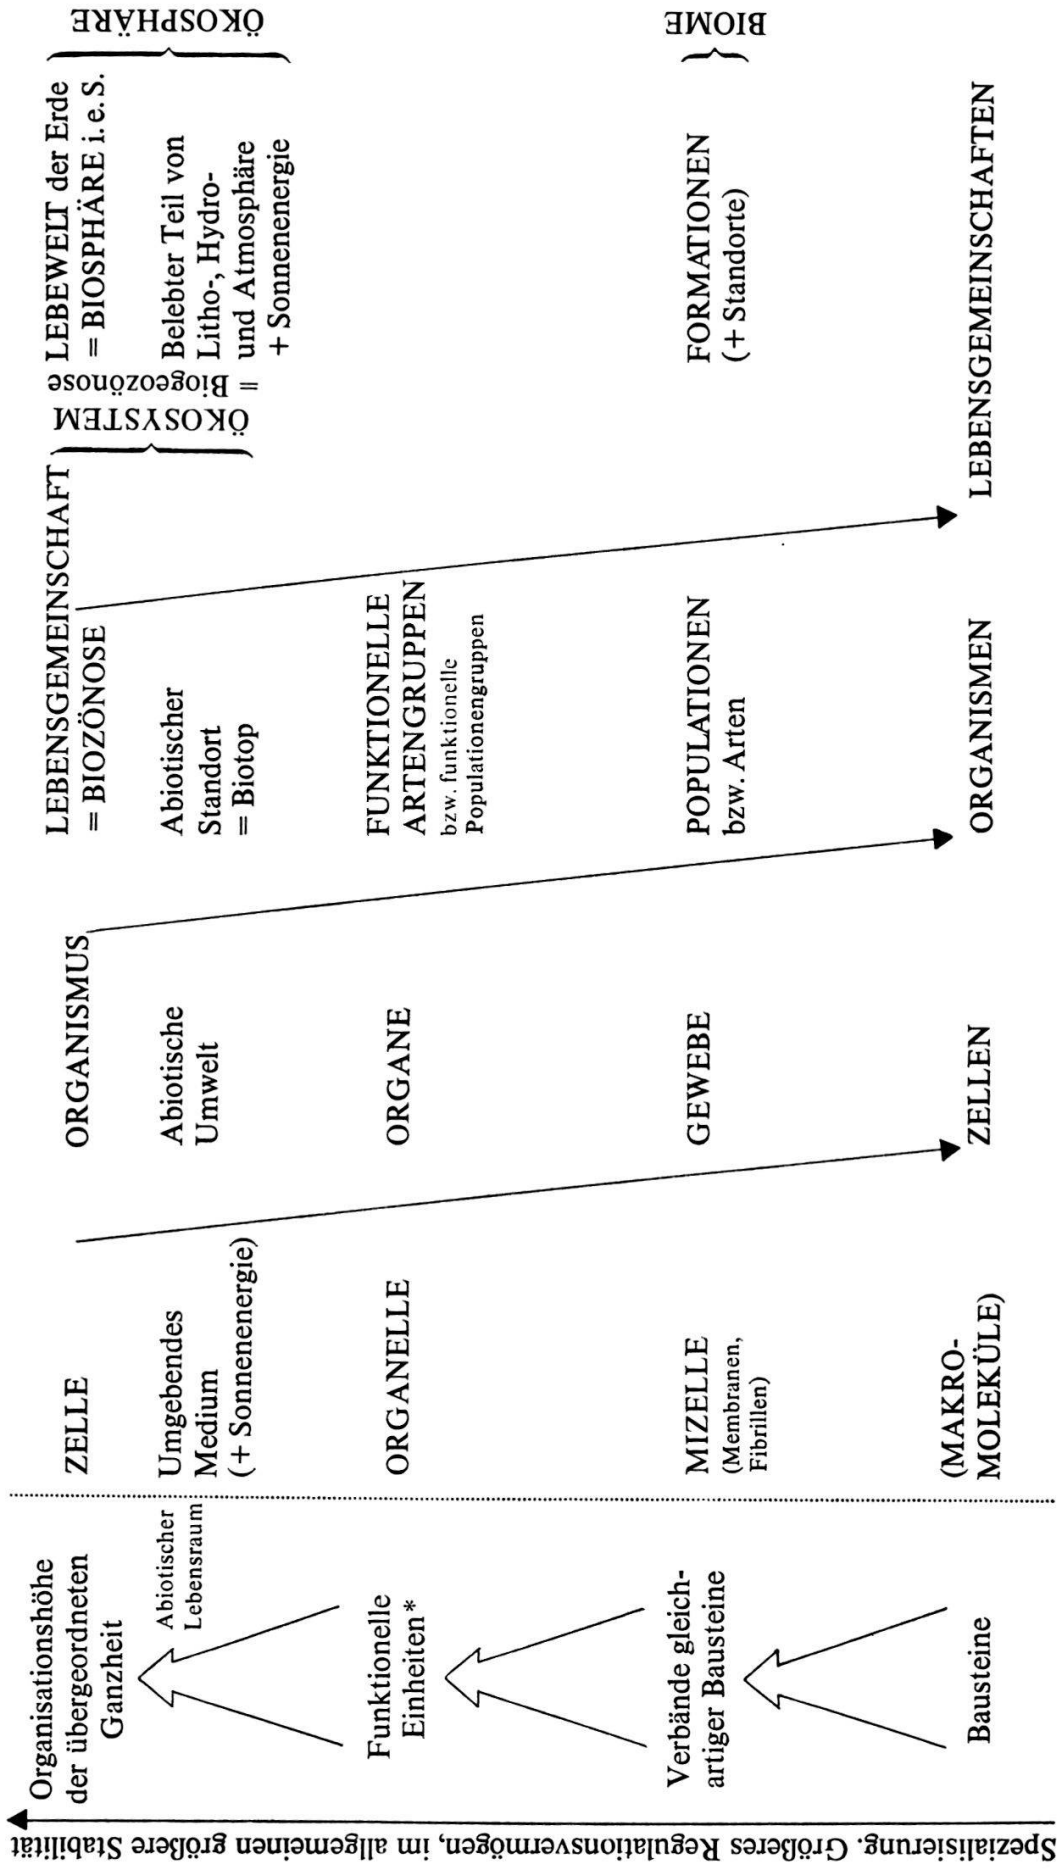 Spezialisierung. Größeres Regulationsvermögen, im allgemeinen größere Stabilität
Organisationshöhe
der übergeordneten
Ganzheit
Abiotischer
Lebensraum
Funktionelle
Einheiten*
Verbände gleich-
artiger Bausteine
Bausteine
ZELLE
Umgebendes
Medium
(+ Sonnenenergie)
ORGANELLE
MIZELLE
(Membranen,
Fibrillen)
(MAKRO-
MOLEKÜLE)
ORGANISMUS
Abiotische
Umwelt
ORGANE
GEWEBE
ZELLEN
LEBENSGEMEINSCHAFT
= BIOZÖNOSE
Abiotischer
Standort
= Biotop
FUNKTIONELLE
ARTENGRUPPEN
bzw. funktionelle
Populationengruppen
POPULATIONEN
bzw. Arten
ORGANISMEN
ÖKOSYSTEM
= Biogeozönose
LEBEWELT der Erde
= BIOSPHÄRE i.e.S.
Belebter Teil von
Litho-, Hydro-
und Atmosphäre
+ Sonnenenergie
ÖKOSPHÄRE
FORMATIONEN
(+ Standorte)
BIOME
LEBENSGEMEINSCHAFTEN